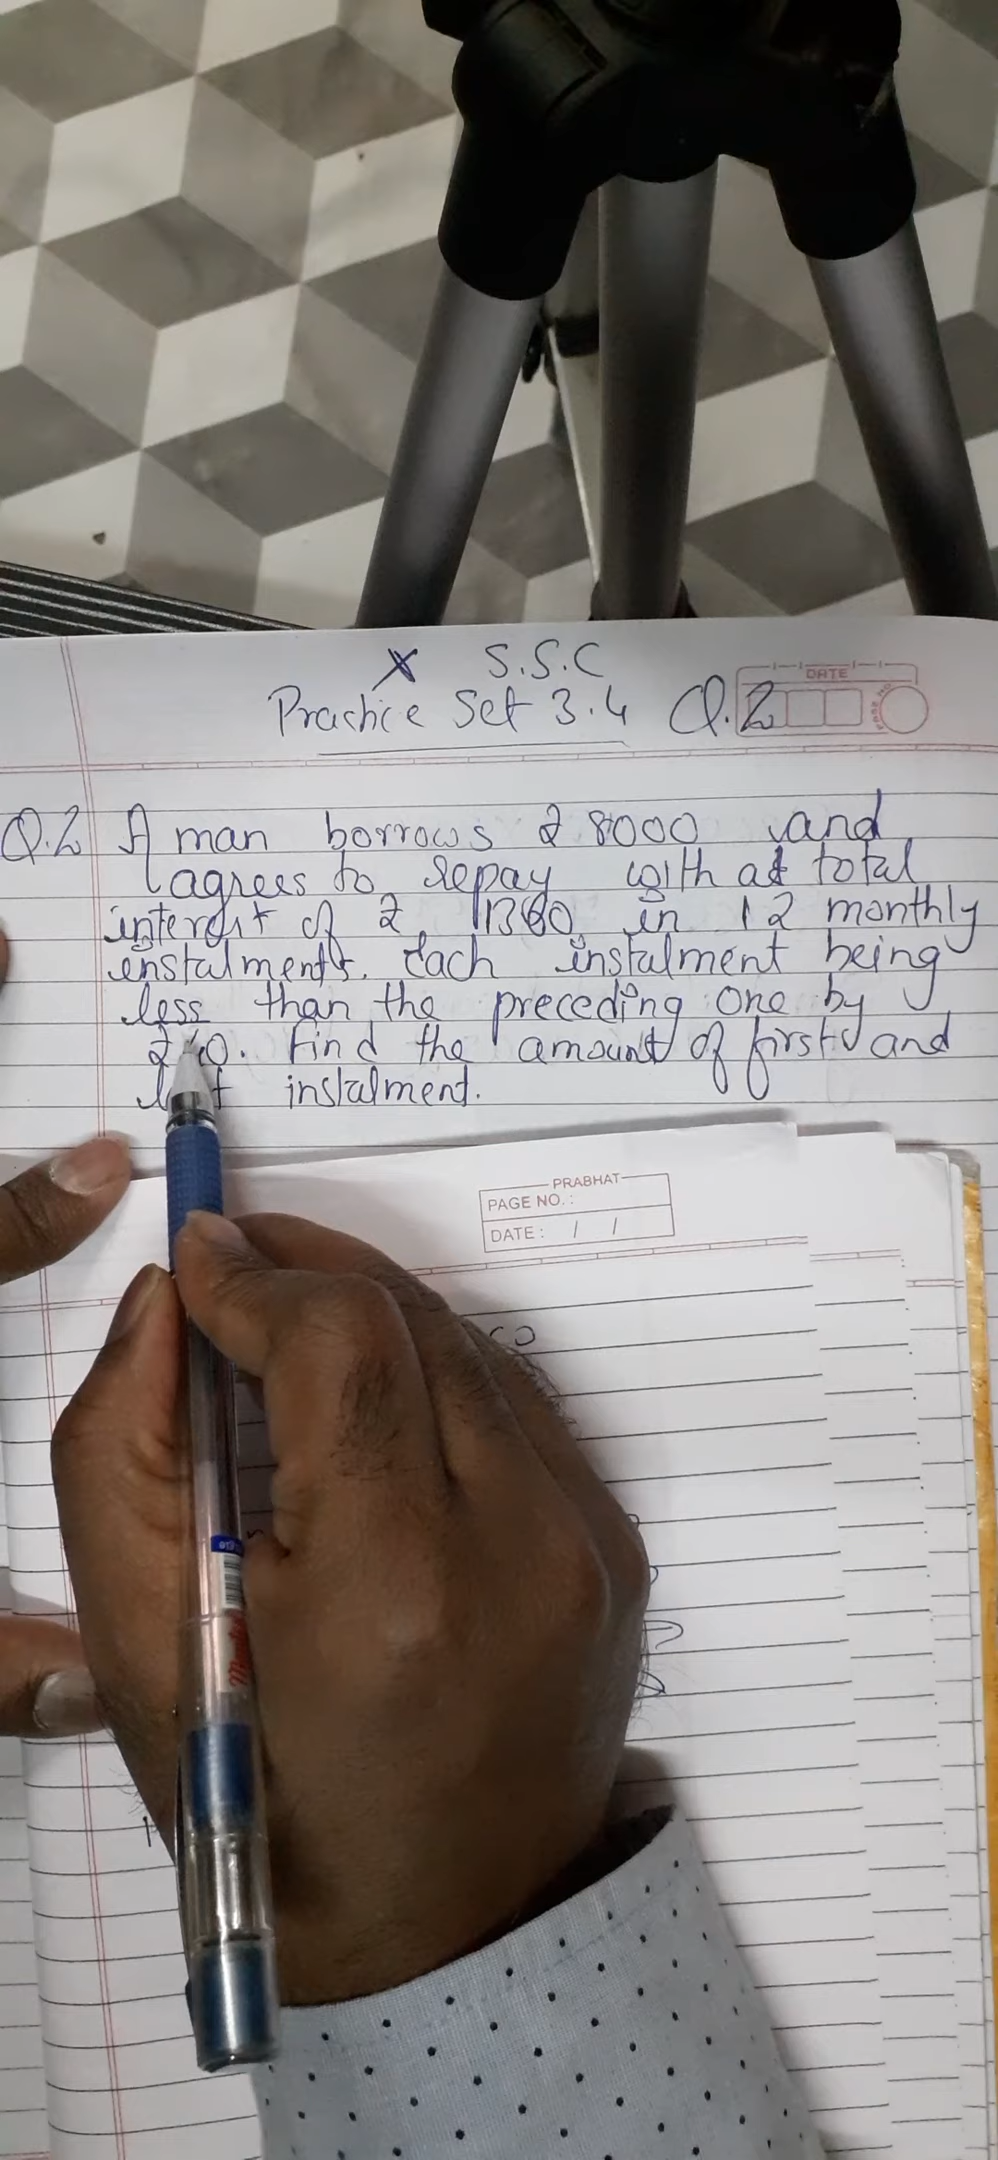 X S.S.C
Practice Set 3.4 Q.2
DATE
Q.2 A man borrows ₹ 8000 and
agrees to repay with at total
interest of ₹ 1360 in 12 monthly
instalments. Each instalment being
less than the preceding one by
₹40. Find the amount of first and
instalment.
PRABHAT
PAGE NO. :
DATE : / /